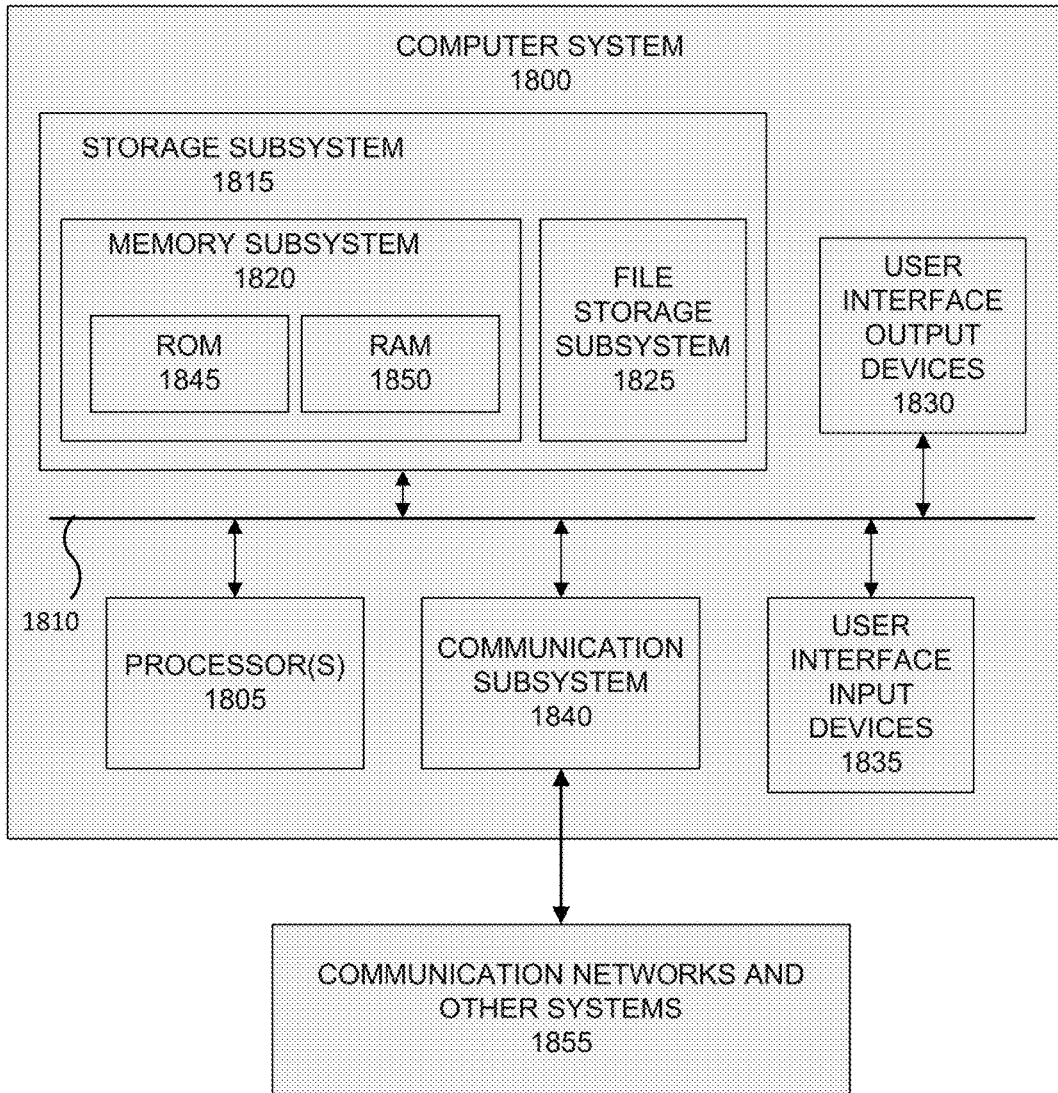 COMPUTER SYSTEM
1800
STORAGE SUBSYSTEM
1815
MEMORY SUBSYSTEM
1820
ROM
1845
RAM
1850
FILE
STORAGE
SUBSYSTEM
1825
USER
INTERFACE
OUTPUT
DEVICES
1830
1810
PROCESSOR(S)
1805
COMMUNICATION
SUBSYSTEM
1840
USER
INTERFACE
INPUT
DEVICES
1835
COMMUNICATION NETWORKS AND
OTHER SYSTEMS
1855